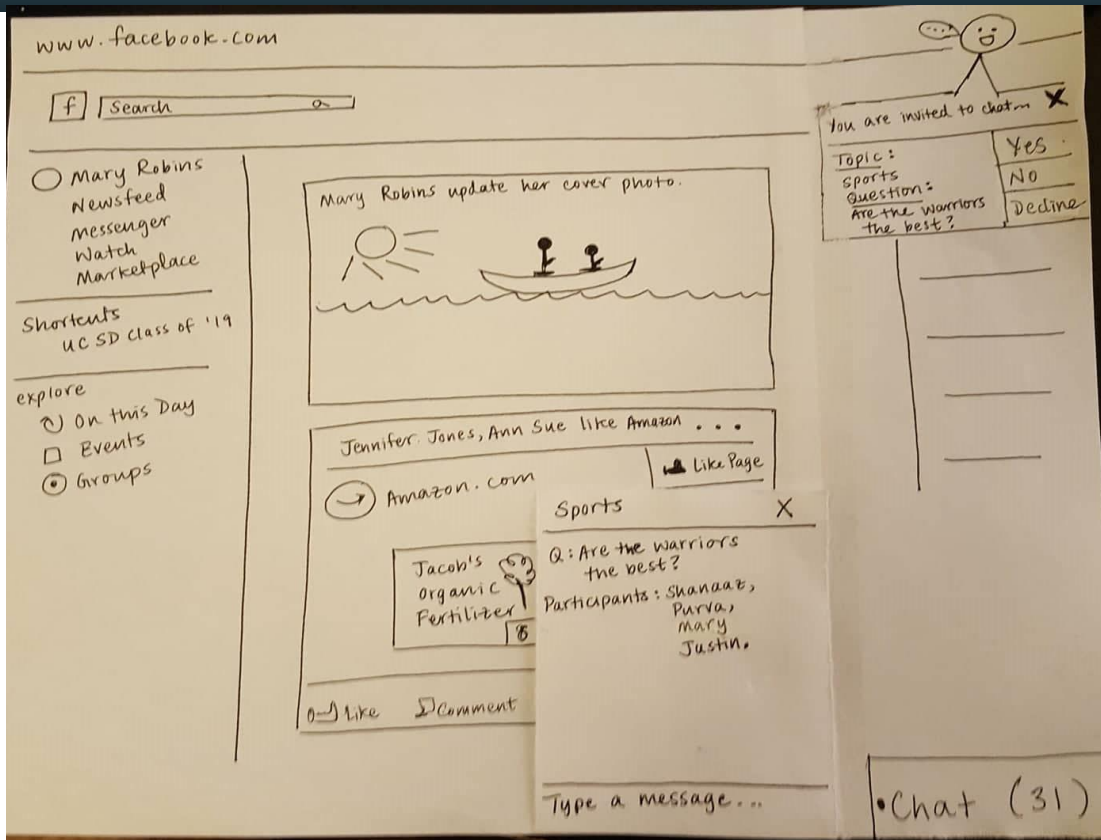 www.facebook.com
f Search
Mary Robins
Newsfeed
Messenger
Watch
Marketplace
Shortcuts
UCSD Class of '19
explore
On this Day
Events
Groups
Mary Robins update her cover photo.
Jennifer Jones, Ann Sue like Amazon ...
Like Page
Amazon.com
Jacob's
organic
Fertilizer
Like Comment
Sports X
Q: Are the warriors
the best?
Participants: Shanaaz,
Purva,
Mary
Justin.
Type a message...
You are invited to chat X
Topic:
Sports
Question:
Are the warriors
the best?
Yes
No
Decline
Chat (31)